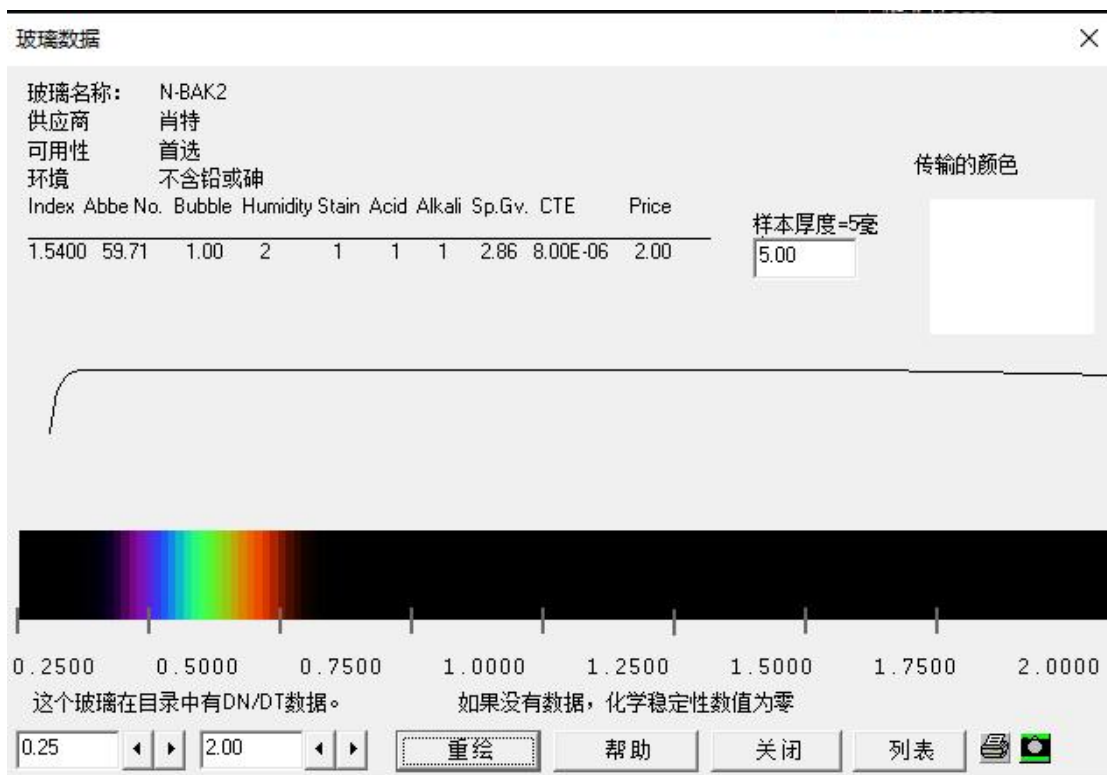 玻璃数据
玻璃名称: N-BAK2
供应商 肖特
可用性 首选
环境 不含铅或砷
传输的颜色
Index Abbe No. Bubble Humidity Stain Acid Alkali Sp.Gv. CTE Price
样本厚度=5毫
1.5400 59.71 1.00 2 1 1 1 2.86 8.00E-06 2.00
5.00
0.2500 0.5000 0.7500 1.0000 1.2500 1.5000 1.7500 2.0000
这个玻璃在目录中有DN/DT数据。 如果没有数据，化学稳定性数值为零
0.25 2.00 重绘 帮助 关闭 列表